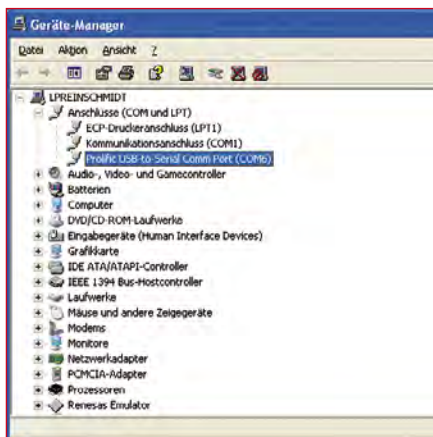 Geräte-Manager
Datei Aktion Ansicht ?
LPREINSCHMIDT
Anschlüsse (COM und LPT)
ECP-Druckeranschluss (LPT1)
Kommunikationsanschluss (COM1)
Prolific USB-to-Serial Comm Port (COM6)
Audio-, Video- und Gamecontroller
Batterien
Computer
DVD/CD-ROM-Laufwerke
Eingabegeräte (Human Interface Devices)
Grafikkarte
IDE ATA/ATAPI-Controller
IEEE 1394 Bus-Hostcontroller
Laufwerke
Mäuse und andere Zeigegeräte
Modems
Monitore
Netzwerkadapter
PCMCIA-Adapter
Prozessoren
Renesas Emulator